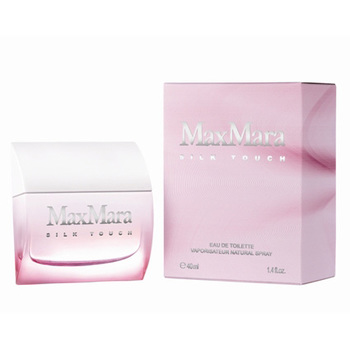 MaxMara
SILK TOUCH
MaxMara
SILK TOUCH
EAU DE TOILETTE
VAPORISATEUR NATURAL SPRAY
℮ 40ml 1.4 fl.oz.